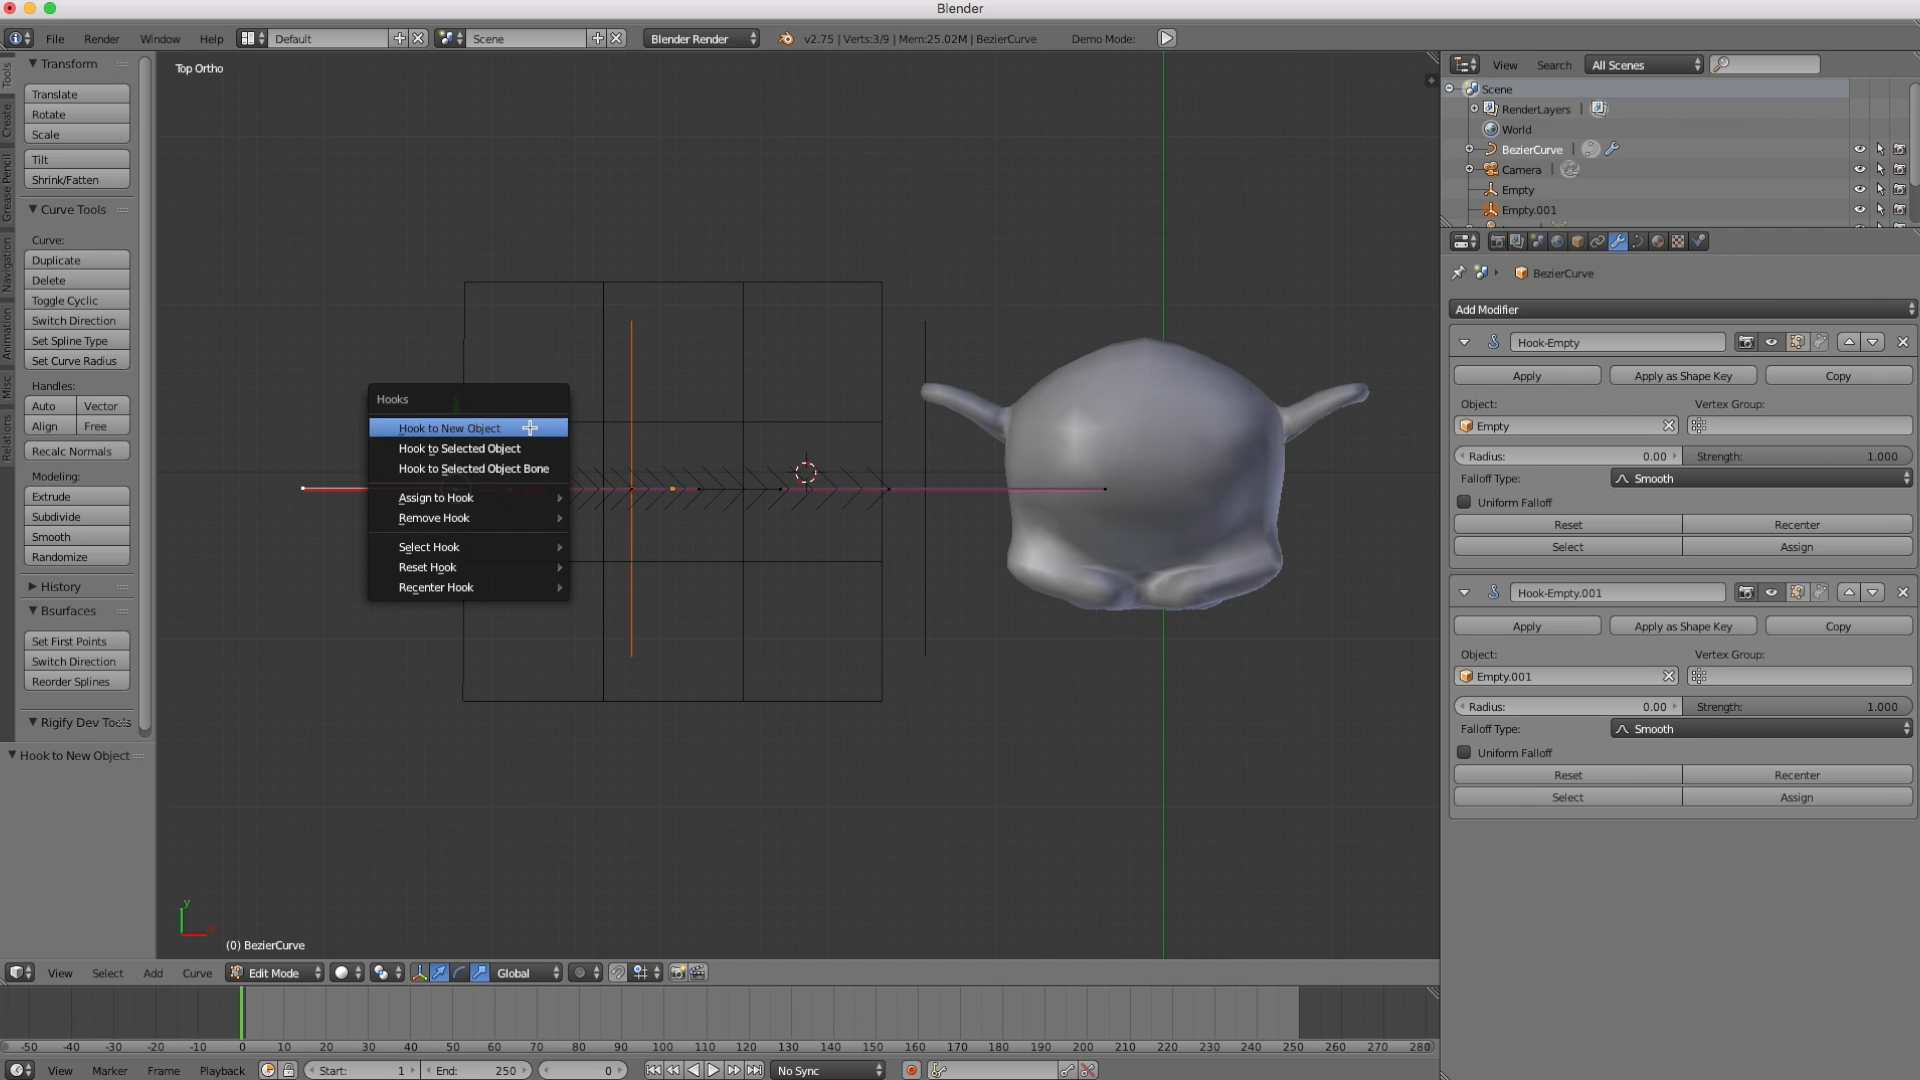 Blender
File Render Window Help Default Scene Blender Render v2.75 | Verts:3/9 | Mem:25.02M | BezierCurve Demo Mode:
Tools
Create
Grease Pencil
Navigation
Animation
Misc
Relations
Transform
Translate
Rotate
Scale
Tilt
Shrink/Fatten
Curve Tools
Curve:
Duplicate
Delete
Toggle Cyclic
Switch Direction
Set Spline Type
Set Curve Radius
Handles:
Auto Vector
Align Free
Recalc Normals
Modeling:
Extrude
Subdivide
Smooth
Randomize
History
Bsurfaces
Set First Points
Switch Direction
Reorder Splines
Rigify Dev Tools
Hook to New Object
Top Ortho
Hooks
Hook to New Object
Hook to Selected Object
Hook to Selected Object Bone
Assign to Hook
Remove Hook
Select Hook
Reset Hook
Recenter Hook
y
(0) BezierCurve
View Select Add Curve Edit Mode Global
-50 -40 -30 -20 -10 0 10 20 30 40 50 60 70 80 90 100 110 120 130 140 150 160 170 180 190 200 210 220 230 240 250 260 270 280
View Marker Frame Playback Start: 1 End: 250 0 No Sync
View Search All Scenes
Scene
RenderLayers
World
BezierCurve
Camera
Empty
Empty.001
BezierCurve
Add Modifier
Hook-Empty
Apply Apply as Shape Key Copy
Object: Vertex Group:
Empty
Radius: 0.00 Strength: 1.000
Falloff Type: Smooth
Uniform Falloff
Reset Recenter
Select Assign
Hook-Empty.001
Apply Apply as Shape Key Copy
Object: Vertex Group:
Empty.001
Radius: 0.00 Strength: 1.000
Falloff Type: Smooth
Uniform Falloff
Reset Recenter
Select Assign